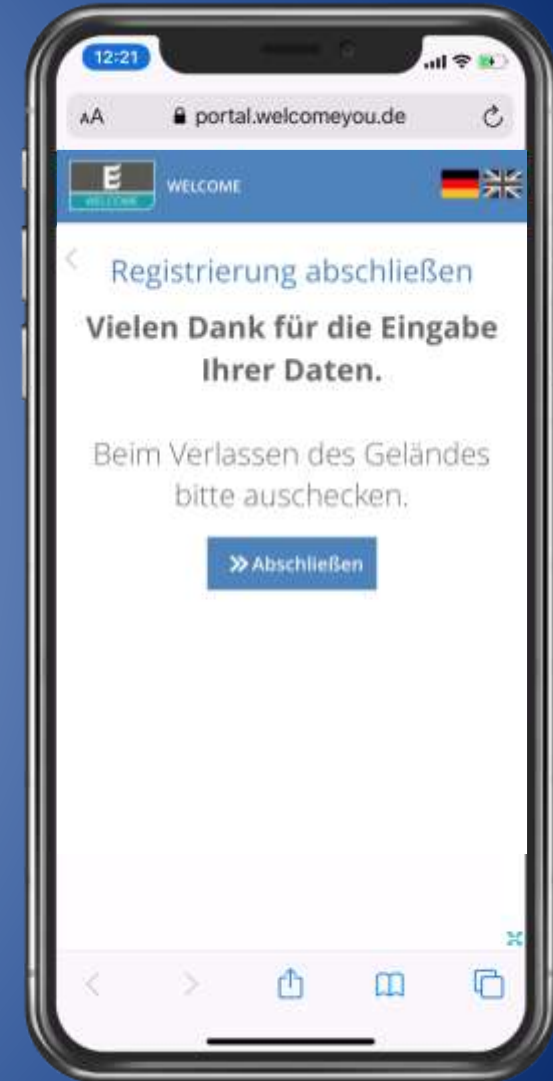 12:21
AA portal.welcomeyou.de
E
WELCOME
WELCOME
Registrierung abschließen
Vielen Dank für die Eingabe
Ihrer Daten.
Beim Verlassen des Geländes
bitte auschecken.
Abschließen